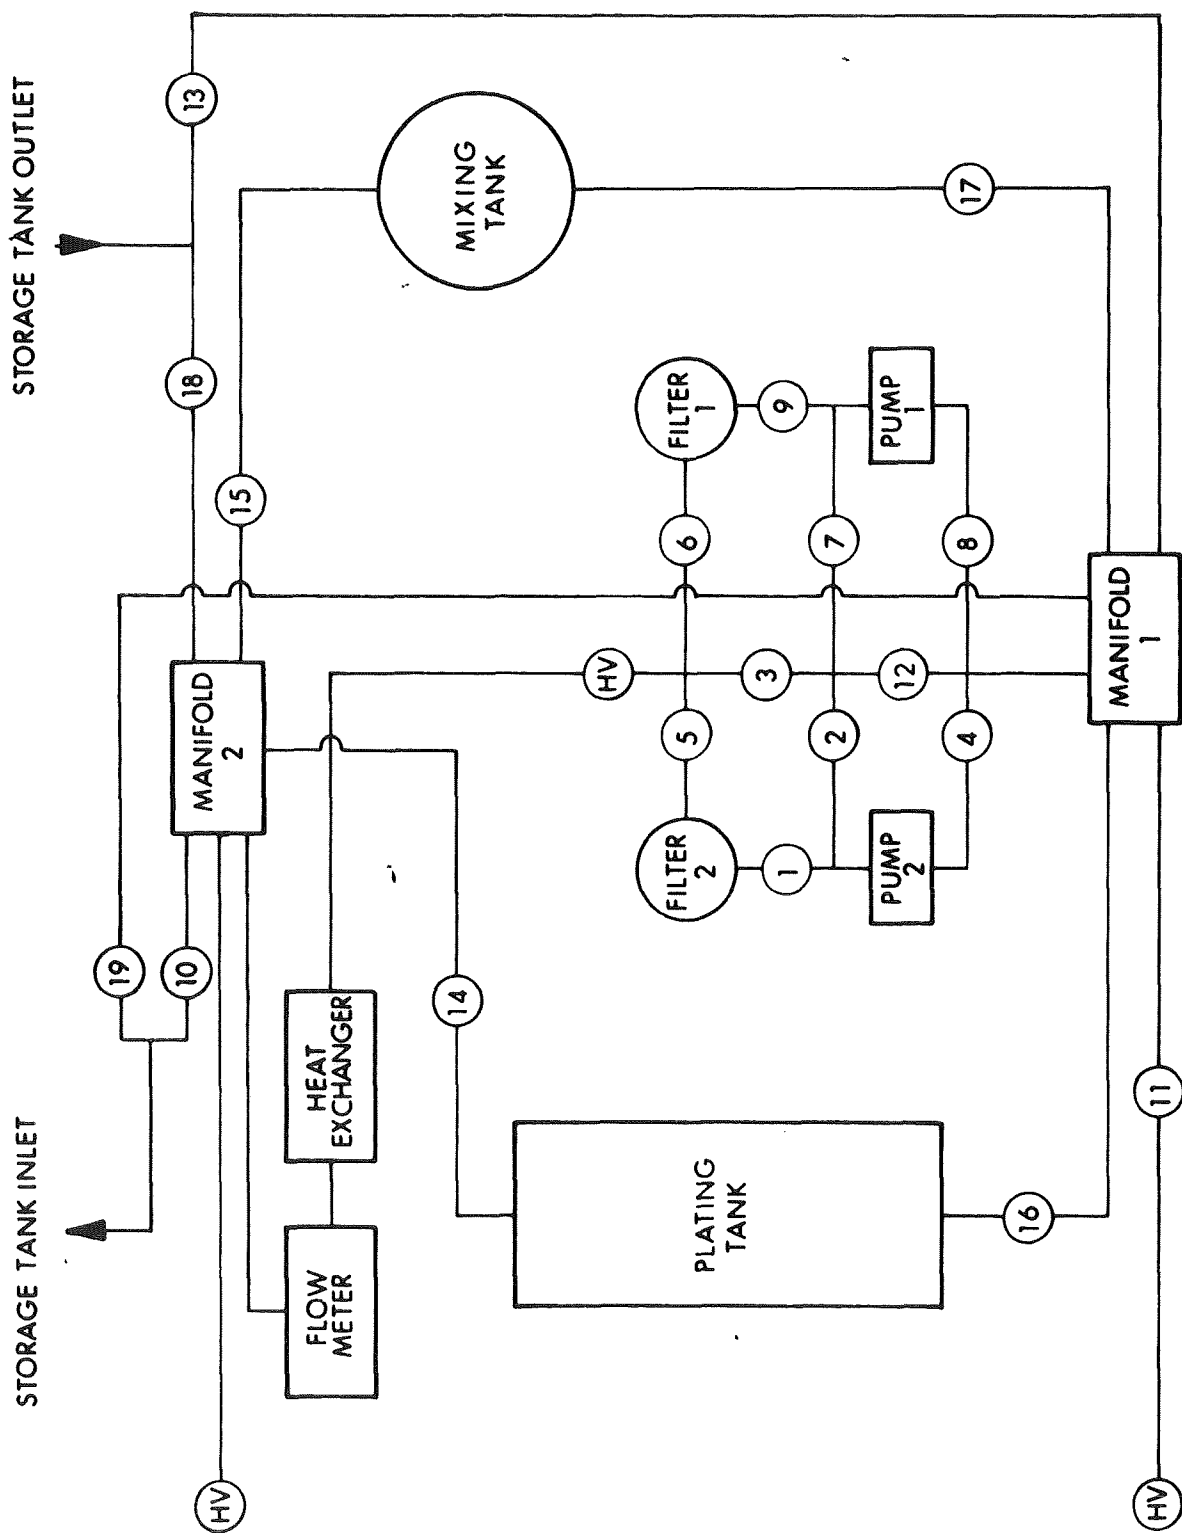 STORAGE TANK INLET
STORAGE TANK OUTLET
19
10
18
13
MANIFOLD
2
15
HV
FLOW
METER
HEAT
EXCHANGER
14
MIXING
TANK
HV
PLATING
TANK
FILTER
2
5
6
FILTER
1
1
3
9
2
7
PUMP
2
12
PUMP
1
4
8
17
16
MANIFOLD
1
HV
11